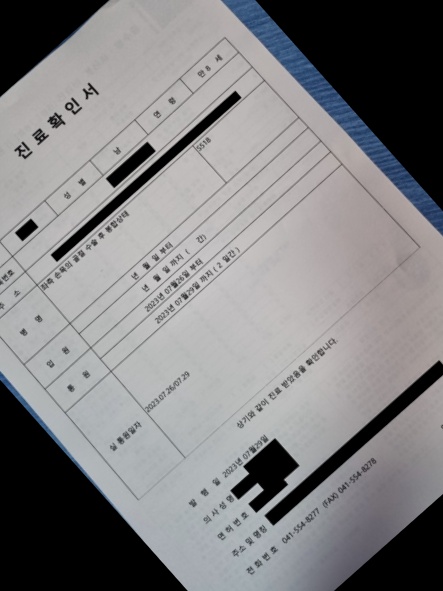 진료확인서
성 별 남 연 령 만 8 세
주 소
병 명 좌측 손목의 골절 수술 후 봉합상태 S518
입 원 년 월 일 부터
년 월 일 까지 ( 간)
통 원 2023년 07월26일 부터
2023년 07월29일 까지 ( 2 일간 )
실 통원일자 2023.07.26/07.29
상기와 같이 진료 받았음을 확인합니다.
발 행 일 2023년 07월29일
의 사 성 명
면 허 번 호
주소 및 명칭
전 화 번 호 041-554-8277 (FAX) 041-554-8278